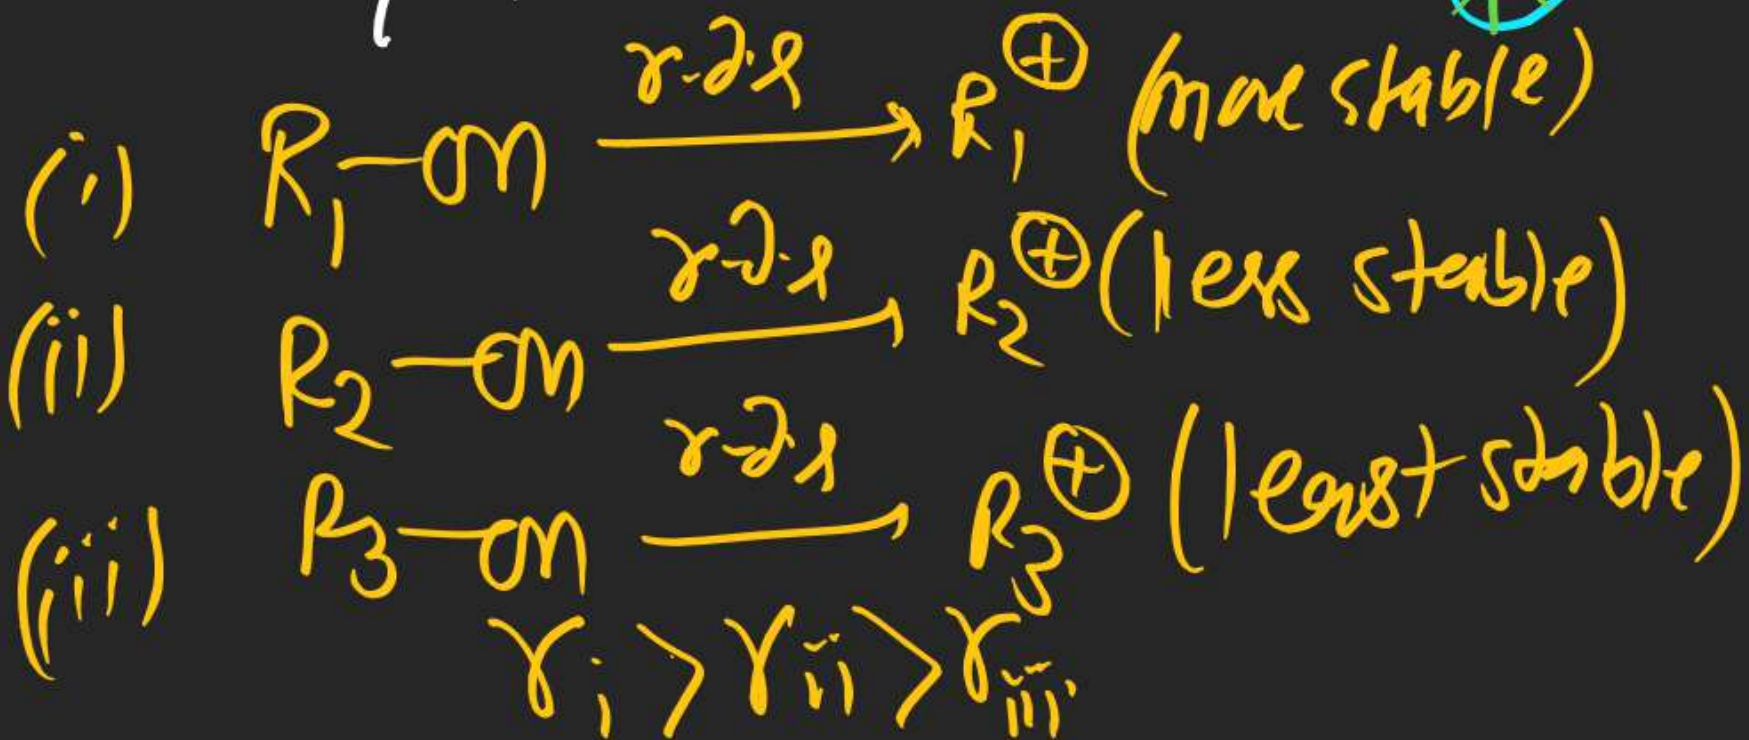 (i) R₁—OH r.d.s → R₁⊕ (more stable)
(ii) R₂—OH r.d.s → R₂⊕ (less stable)
(iii) R₃—OH r.d.s → R₃⊕ (least stable)
rᵢ > rᵢᵢ > rᵢᵢᵢ